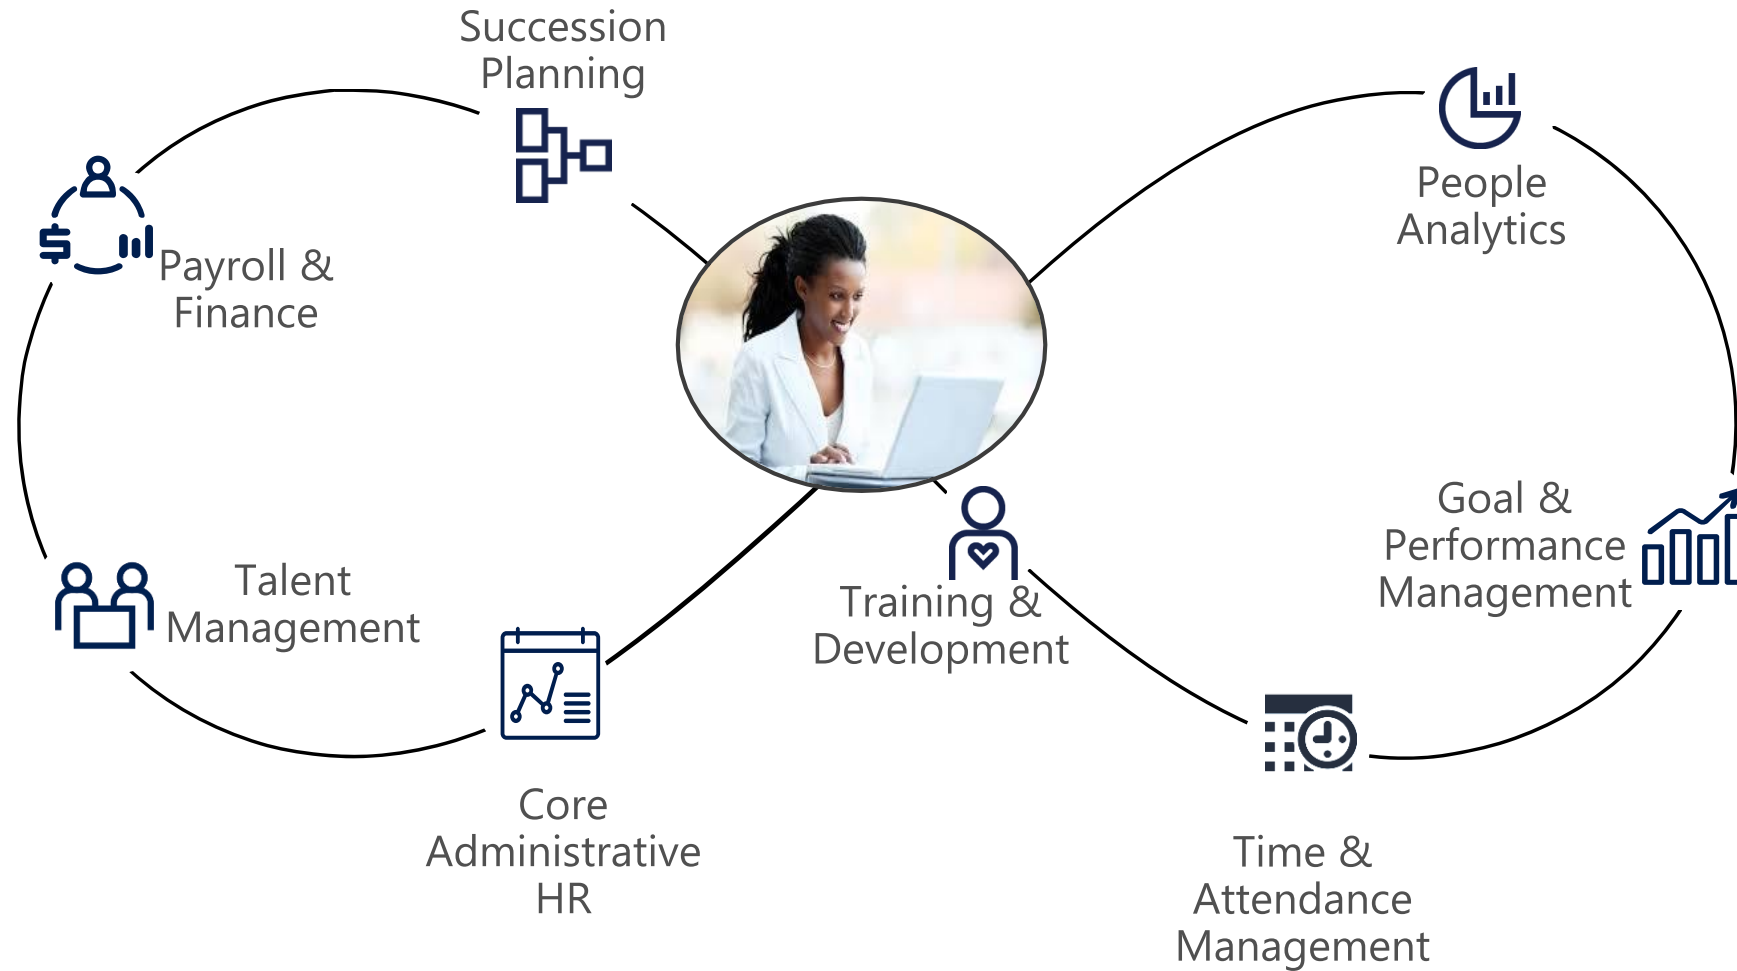 Succession
Planning
People
Analytics
Payroll &
Finance
Goal &
Performance
Management
Talent
Management
Training &
Development
Core
Administrative
HR
Time &
Attendance
Management